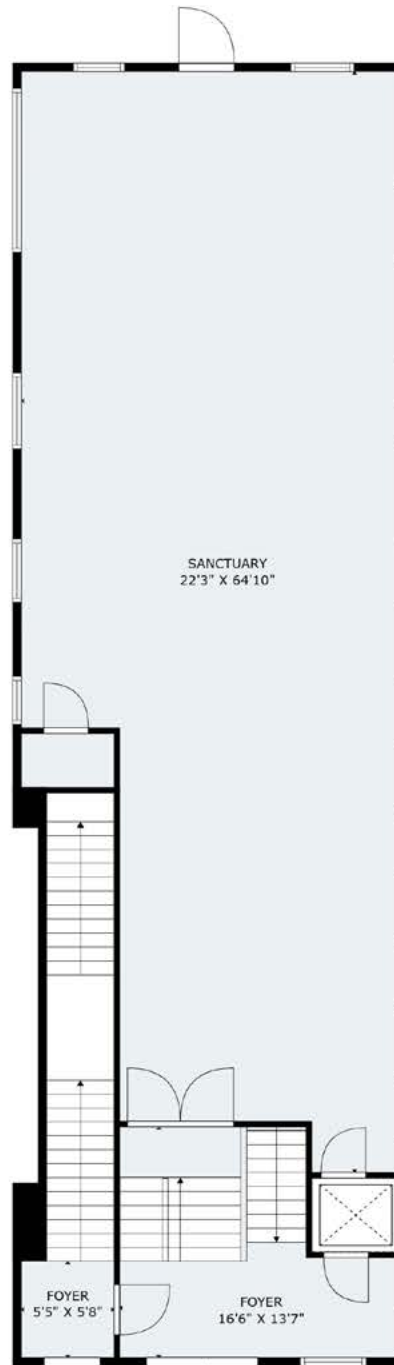 SANCTUARY
22'3" X 64'10"
FOYER
5'5" X 5'8"
FOYER
16'6" X 13'7"